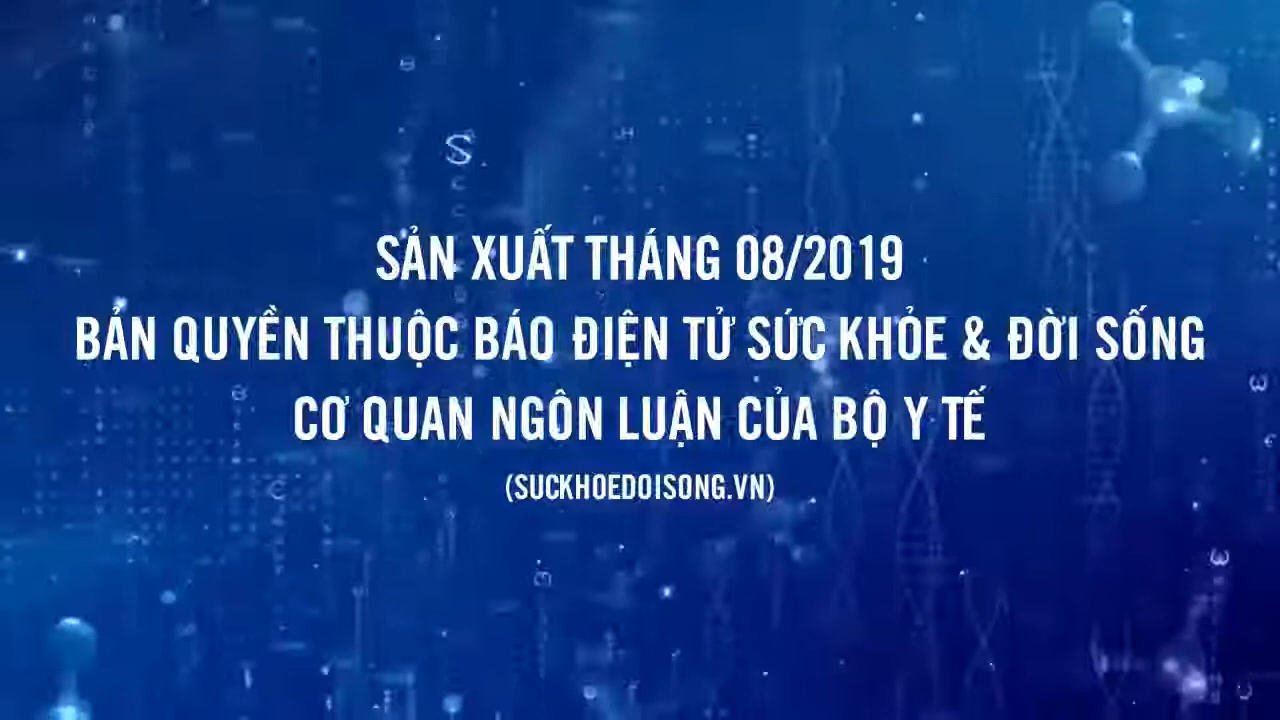 SẢN XUẤT THÁNG 08/2019
BẢN QUYỀN THUỘC BÁO ĐIỆN TỬ SỨC KHỎE & ĐỜI SỐNG
CƠ QUAN NGÔN LUẬN CỦA BỘ Y TẾ
(SUCKHOEDOISONG.VN)